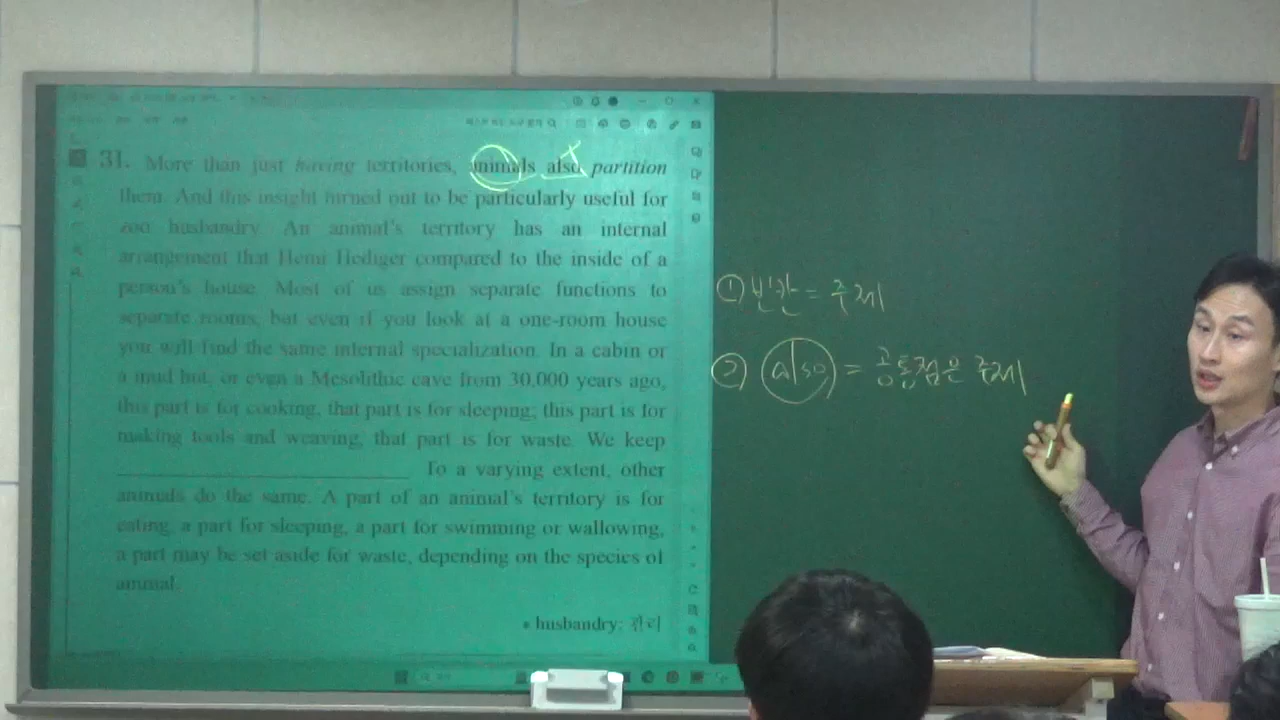 31. More than just having territories, animals also partition
them. And this insight turned out to be particularly useful for
zoo husbandry. An animal's territory has an internal
arrangement that Heini Hediger compared to the inside of a
person's house. Most of us assign separate functions to
separate rooms, but even if you look at a one-room house
you will find the same internal specialization. In a cabin or
a mud hut, or even a Mesolithic cave from 30,000 years ago,
this part is for cooking, that part is for sleeping; this part is for
making tools and weaving, that part is for waste. We keep
____________________ To a varying extent, other
animals do the same. A part of an animal's territory is for
eating, a part for sleeping, a part for swimming or wallowing,
a part may be set aside for waste, depending on the species of
animal.
* husbandry: 관리
① 빈칸 = 주제
② also = 공통점은 주제